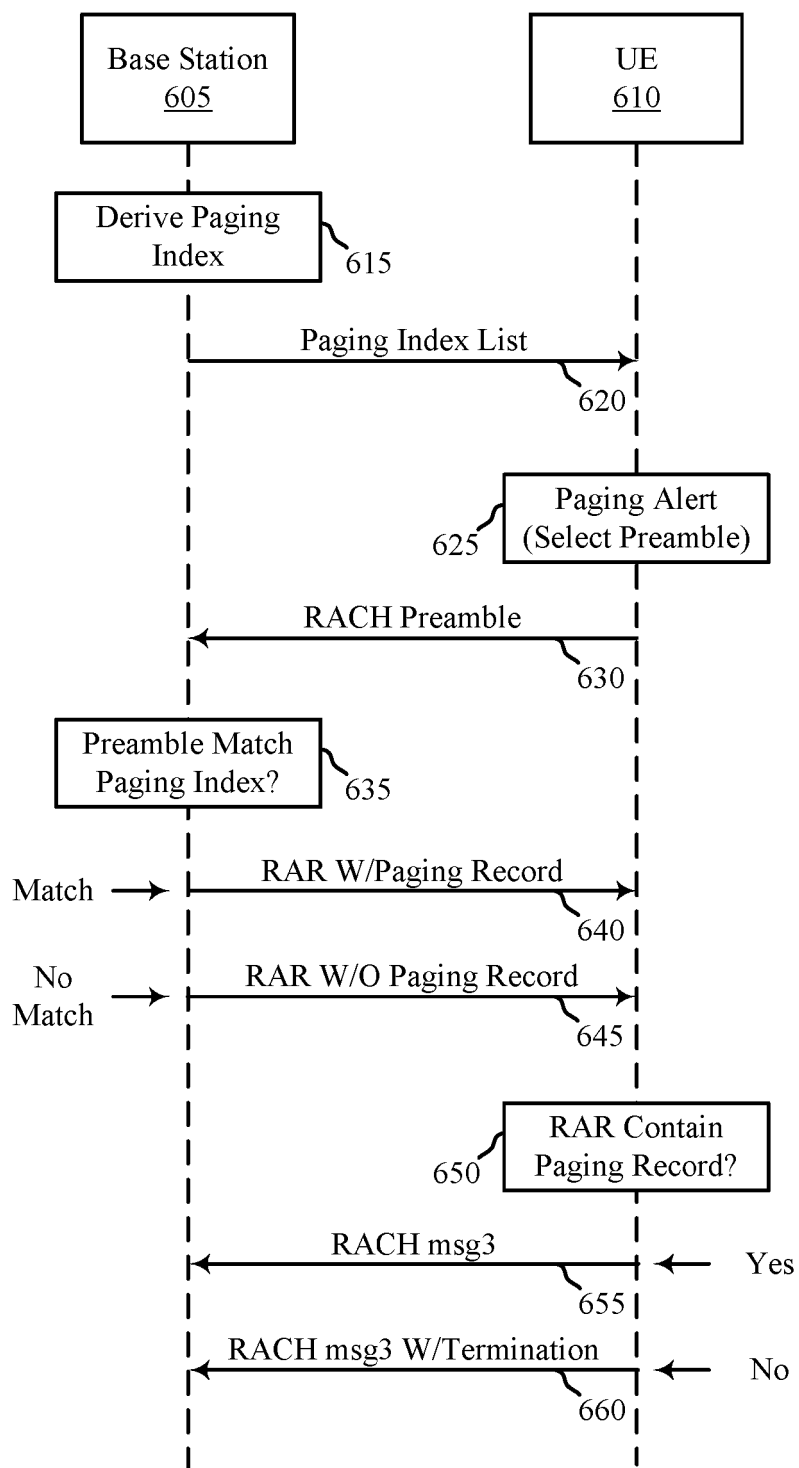 Base Station
605
UE
610
Derive Paging
Index
615
Paging Index List
620
Paging Alert
(Select Preamble)
625
RACH Preamble
630
Preamble Match
Paging Index?
635
Match
RAR W/Paging Record
640
No
Match
RAR W/O Paging Record
645
RAR Contain
Paging Record?
650
RACH msg3
Yes
655
RACH msg3 W/Termination
No
660